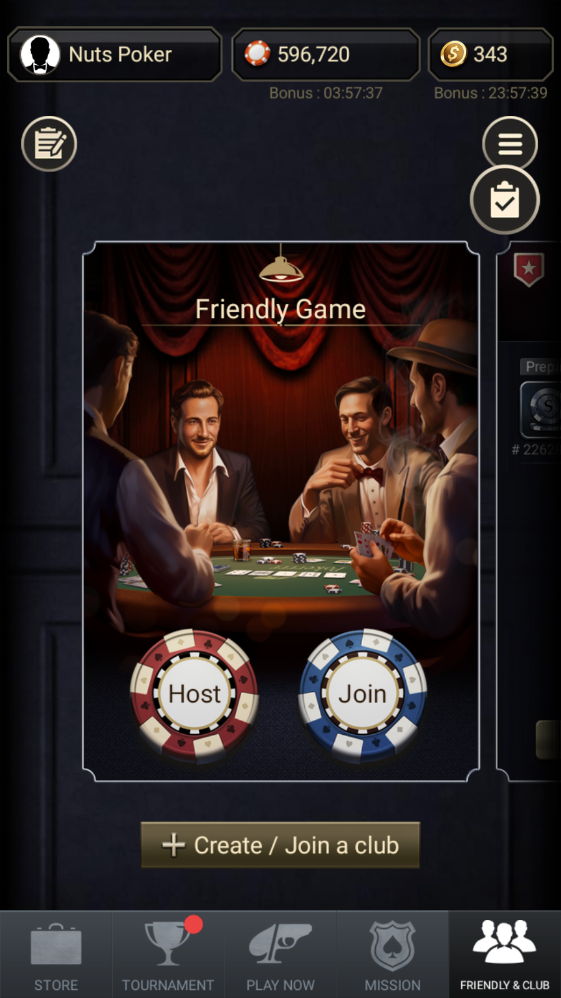 Nuts Poker
596,720
343
Bonus : 03:57:37
Bonus : 23:57:39
Friendly Game
Host
Join
+ Create / Join a club
STORE
TOURNAMENT
PLAY NOW
MISSION
FRIENDLY & CLUB